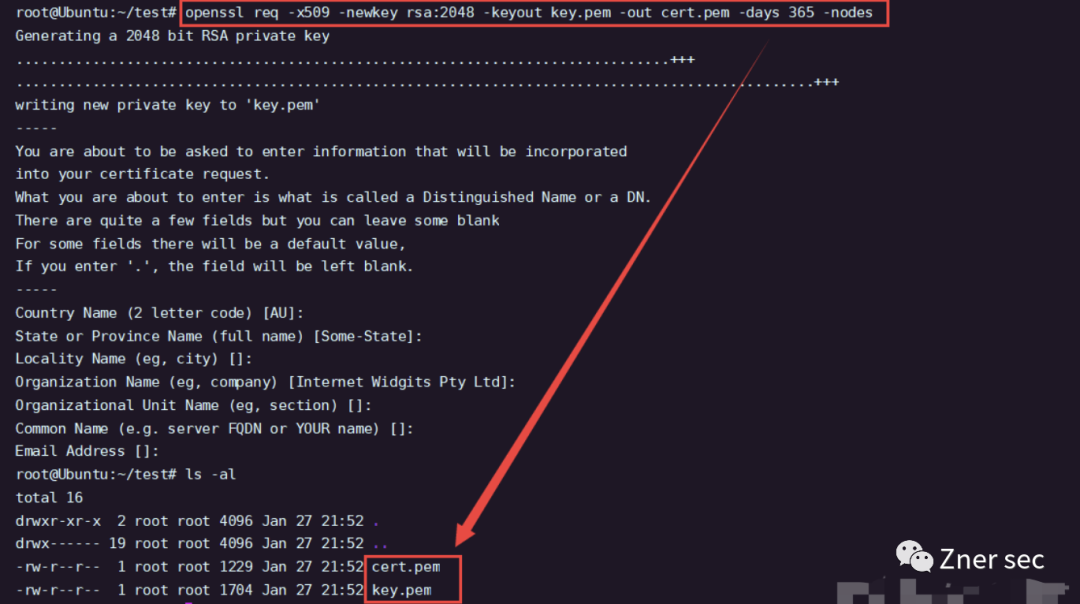 root@Ubuntu:~/test# openssl req -x509 -newkey rsa:2048 -keyout key.pem -out cert.pem -days 365 -nodes
Generating a 2048 bit RSA private key
.............................................................................+++
..............................................................................................+++
writing new private key to 'key.pem'
-----
You are about to be asked to enter information that will be incorporated
into your certificate request.
What you are about to enter is what is called a Distinguished Name or a DN.
There are quite a few fields but you can leave some blank
For some fields there will be a default value,
If you enter '.', the field will be left blank.
-----
Country Name (2 letter code) [AU]:
State or Province Name (full name) [Some-State]:
Locality Name (eg, city) []:
Organization Name (eg, company) [Internet Widgits Pty Ltd]:
Organizational Unit Name (eg, section) []:
Common Name (e.g. server FQDN or YOUR name) []:
Email Address []:
root@Ubuntu:~/test# ls -al
total 16
drwxr-xr-x  2 root root 4096 Jan 27 21:52 .
drwx------ 19 root root 4096 Jan 27 21:52 ..
-rw-r--r--  1 root root 1229 Jan 27 21:52 cert.pem
-rw-r--r--  1 root root 1704 Jan 27 21:52 key.pem
Zner sec